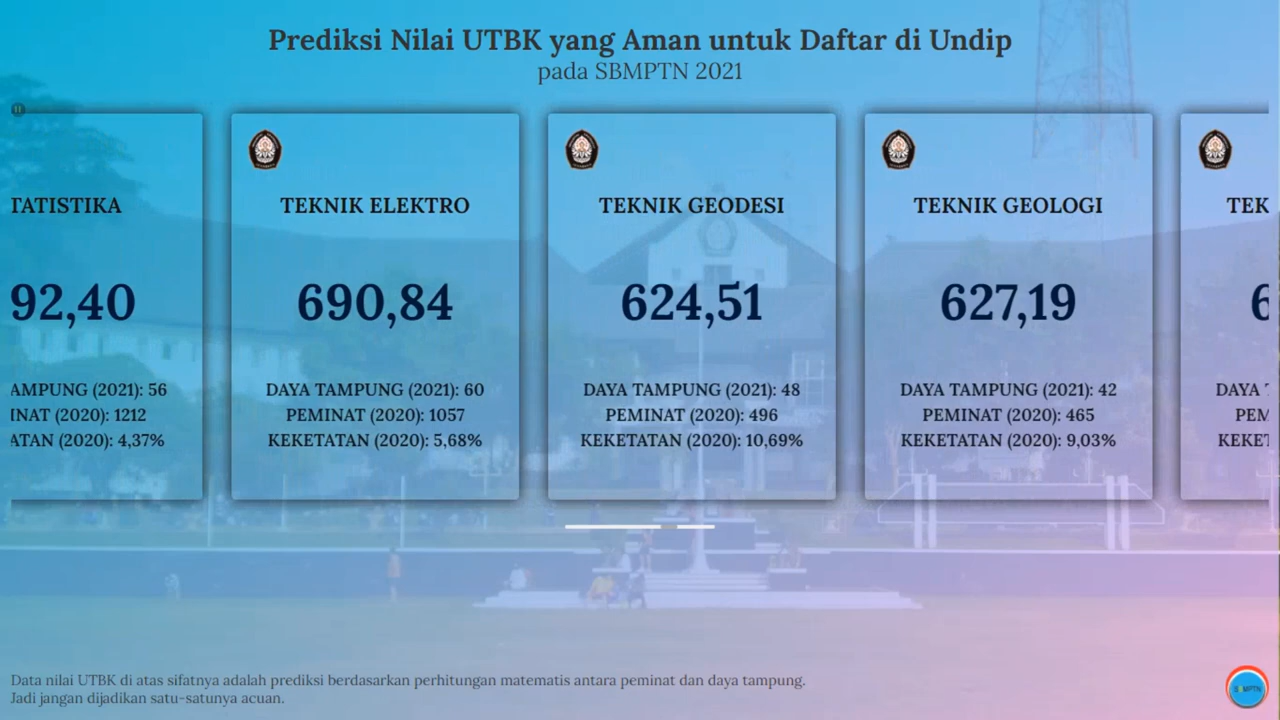 Prediksi Nilai UTBK yang Aman untuk Daftar di Undip
pada SBMPTN 2021
TATISTIKA
92,40
AMPUNG (2021): 56
INAT (2020): 1212
ATAN (2020): 4,37%
TEKNIK ELEKTRO
690,84
DAYA TAMPUNG (2021): 60
PEMINAT (2020): 1057
KEKETATAN (2020): 5,68%
TEKNIK GEODESI
624,51
DAYA TAMPUNG (2021): 48
PEMINAT (2020): 496
KEKETATAN (2020): 10,69%
TEKNIK GEOLOGI
627,19
DAYA TAMPUNG (2021): 42
PEMINAT (2020): 465
KEKETATAN (2020): 9,03%
TEK
6
DAYA T
PEM
KEKET
Data nilai UTBK di atas sifatnya adalah prediksi berdasarkan perhitungan matematis antara peminat dan daya tampung.
Jadi jangan dijadikan satu-satunya acuan.
SBMPTN